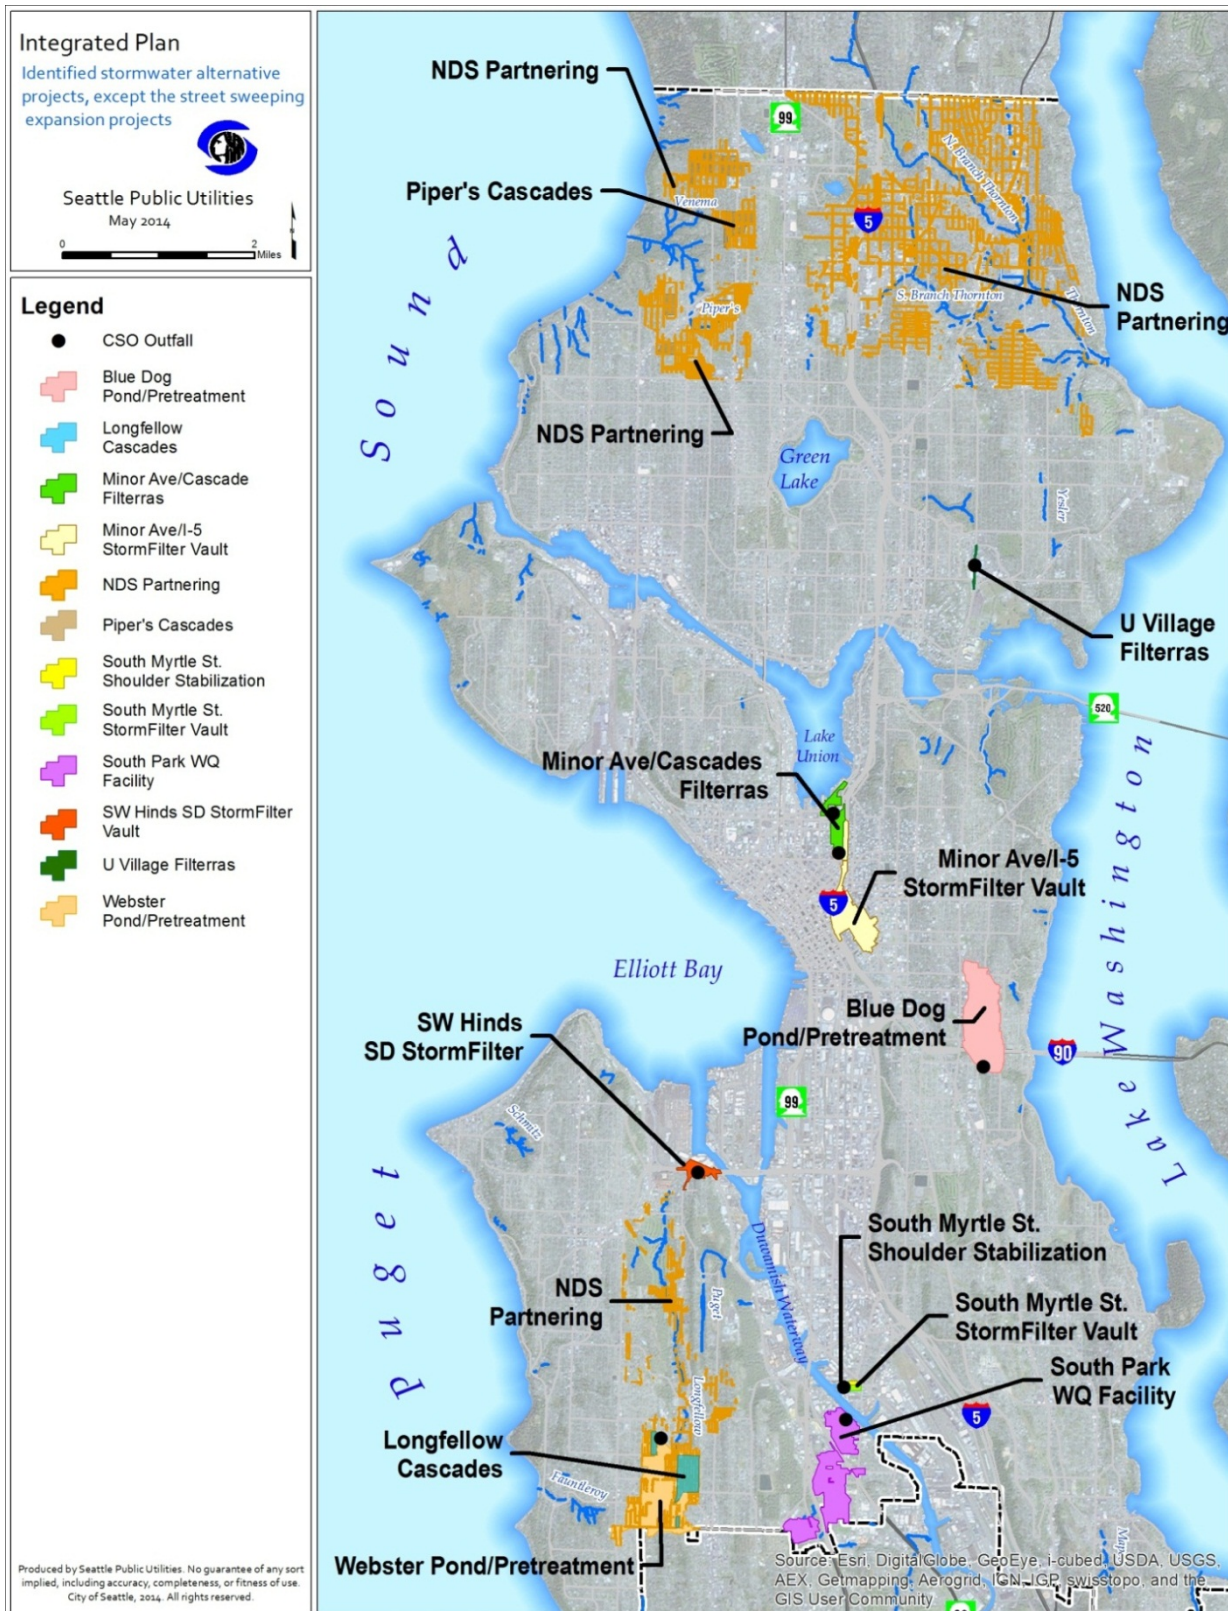 Integrated Plan
Identified stormwater alternative
projects, except the street sweeping
expansion projects
Seattle Public Utilities
May 2014
0
2
Miles
Legend
CSO Outfall
Blue Dog
Pond/Pretreatment
Longfellow
Cascades
Minor Ave/Cascade
Filterras
Minor Ave/I-5
StormFilter Vault
NDS Partnering
Piper's Cascades
South Myrtle St.
Shoulder Stabilization
South Myrtle St.
StormFilter Vault
South Park WQ
Facility
SW Hinds SD StormFilter
Vault
U Village Filterras
Webster
Pond/Pretreatment
Produced by Seattle Public Utilities. No guarantee of any sort
implied, including accuracy, completeness, or fitness of use.
City of Seattle, 2014. All rights reserved.
NDS Partnering
99
Piper's Cascades
Venema
N. Branch Thornton
5
S. Branch Thornton
Thornton
NDS
Partnering
Piper's
NDS Partnering
Green
Lake
Yesler
U Village
Filterras
520
Lake
Union
Minor Ave/Cascades
Filterras
Minor Ave/I-5
StormFilter Vault
5
Elliott Bay
Blue Dog
Pond/Pretreatment
90
Lake Washington
SW Hinds
SD StormFilter
99
Schmitz
Puget Sound
Duwamish Waterway
South Myrtle St.
Shoulder Stabilization
NDS
Partnering
Puget
South Myrtle St.
StormFilter Vault
South Park
WQ Facility
5
Longfellow
Longfellow
Cascades
Fauntleroy
Webster Pond/Pretreatment
Source: Esri, DigitalGlobe, GeoEye, i-cubed, USDA, USGS,
AEX, Getmapping, Aerogrid, IGN, IGP, swisstopo, and the
GIS User Community